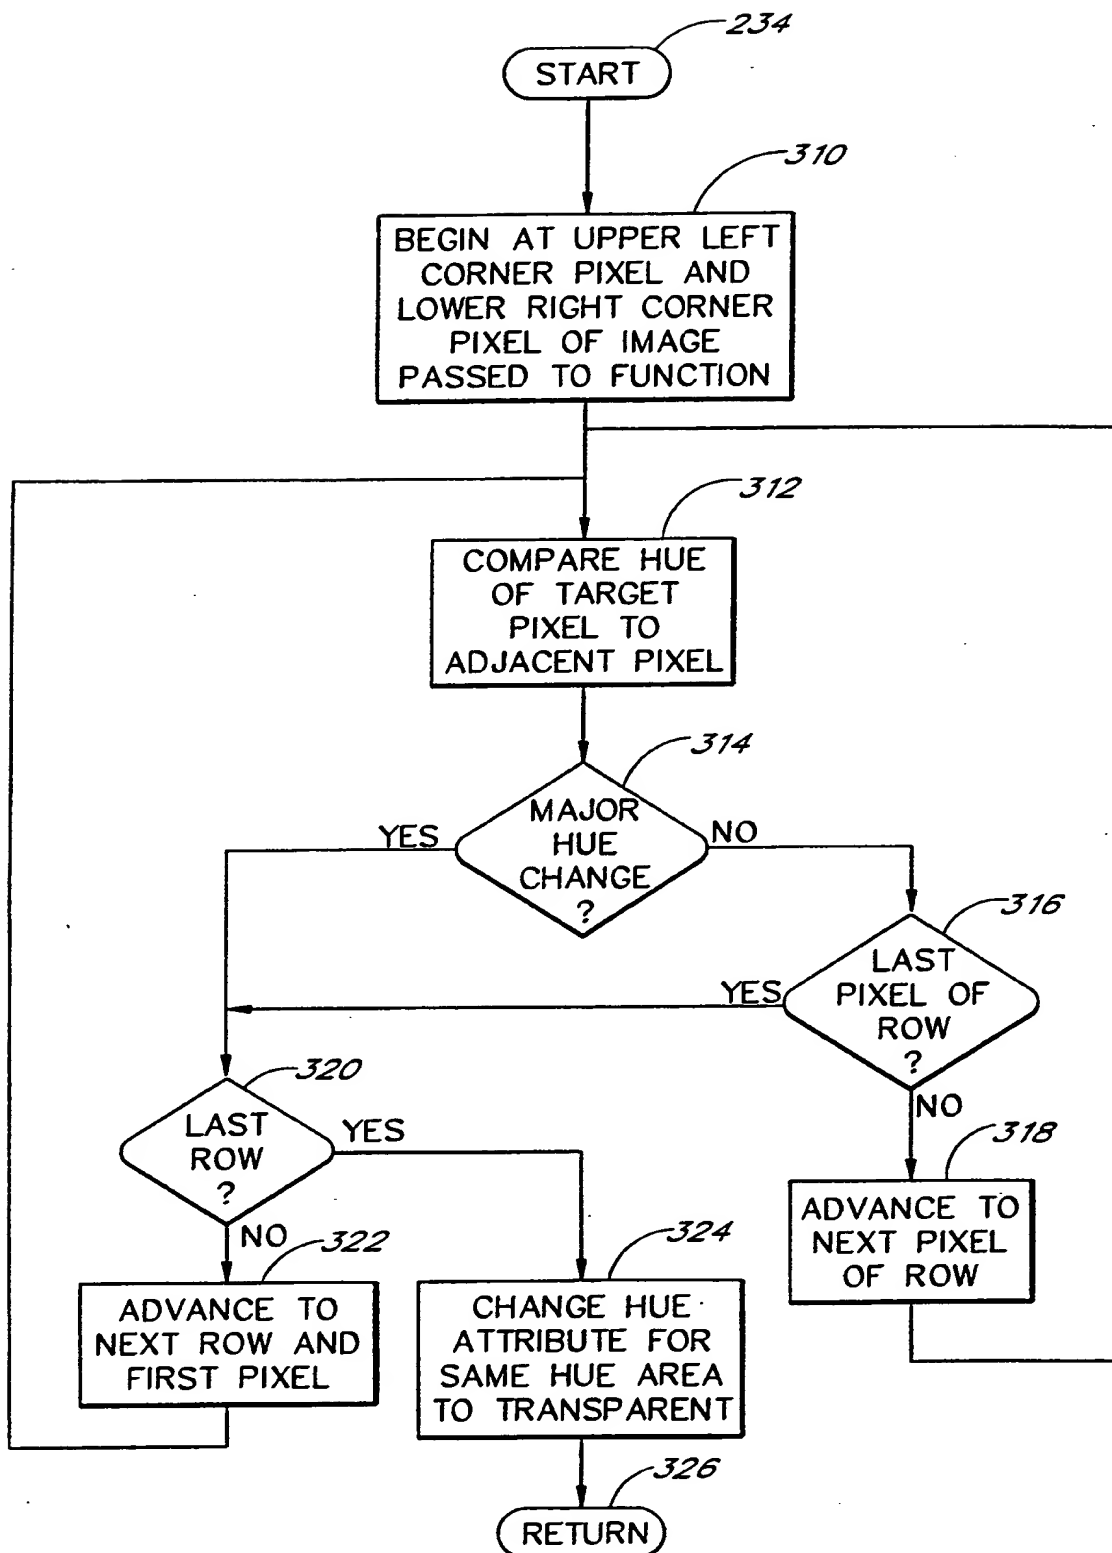 234
START
310
BEGIN AT UPPER LEFT
CORNER PIXEL AND
LOWER RIGHT CORNER
PIXEL OF IMAGE
PASSED TO FUNCTION
312
COMPARE HUE
OF TARGET
PIXEL TO
ADJACENT PIXEL
314
MAJOR
HUE
CHANGE
?
YES
NO
316
LAST
PIXEL OF
ROW
?
YES
NO
320
LAST
ROW
?
YES
NO
318
ADVANCE TO
NEXT PIXEL
OF ROW
322
ADVANCE TO
NEXT ROW AND
FIRST PIXEL
324
CHANGE HUE
ATTRIBUTE FOR
SAME HUE AREA
TO TRANSPARENT
326
RETURN